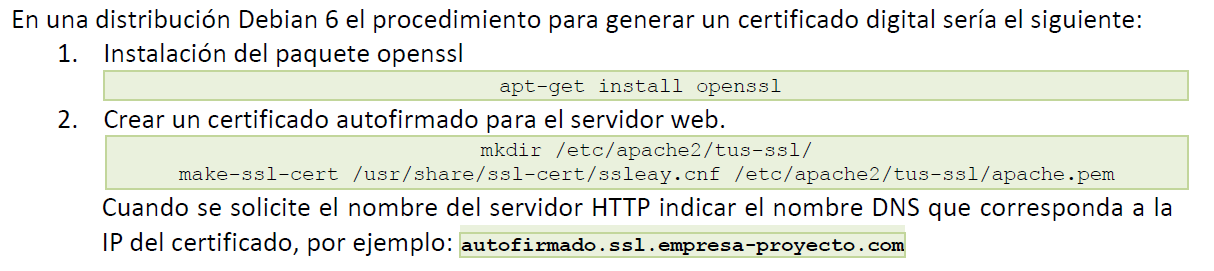 En una distribución Debian 6 el procedimiento para generar un certificado digital sería el siguiente:
1. Instalación del paquete openssl
apt-get install openssl
2. Crear un certificado autofirmado para el servidor web.
mkdir /etc/apache2/tus-ssl/
make-ssl-cert /usr/share/ssl-cert/ssleay.cnf /etc/apache2/tus-ssl/apache.pem
Cuando se solicite el nombre del servidor HTTP indicar el nombre DNS que corresponda a la
IP del certificado, por ejemplo: autofirmado.ssl.empresa-proyecto.com